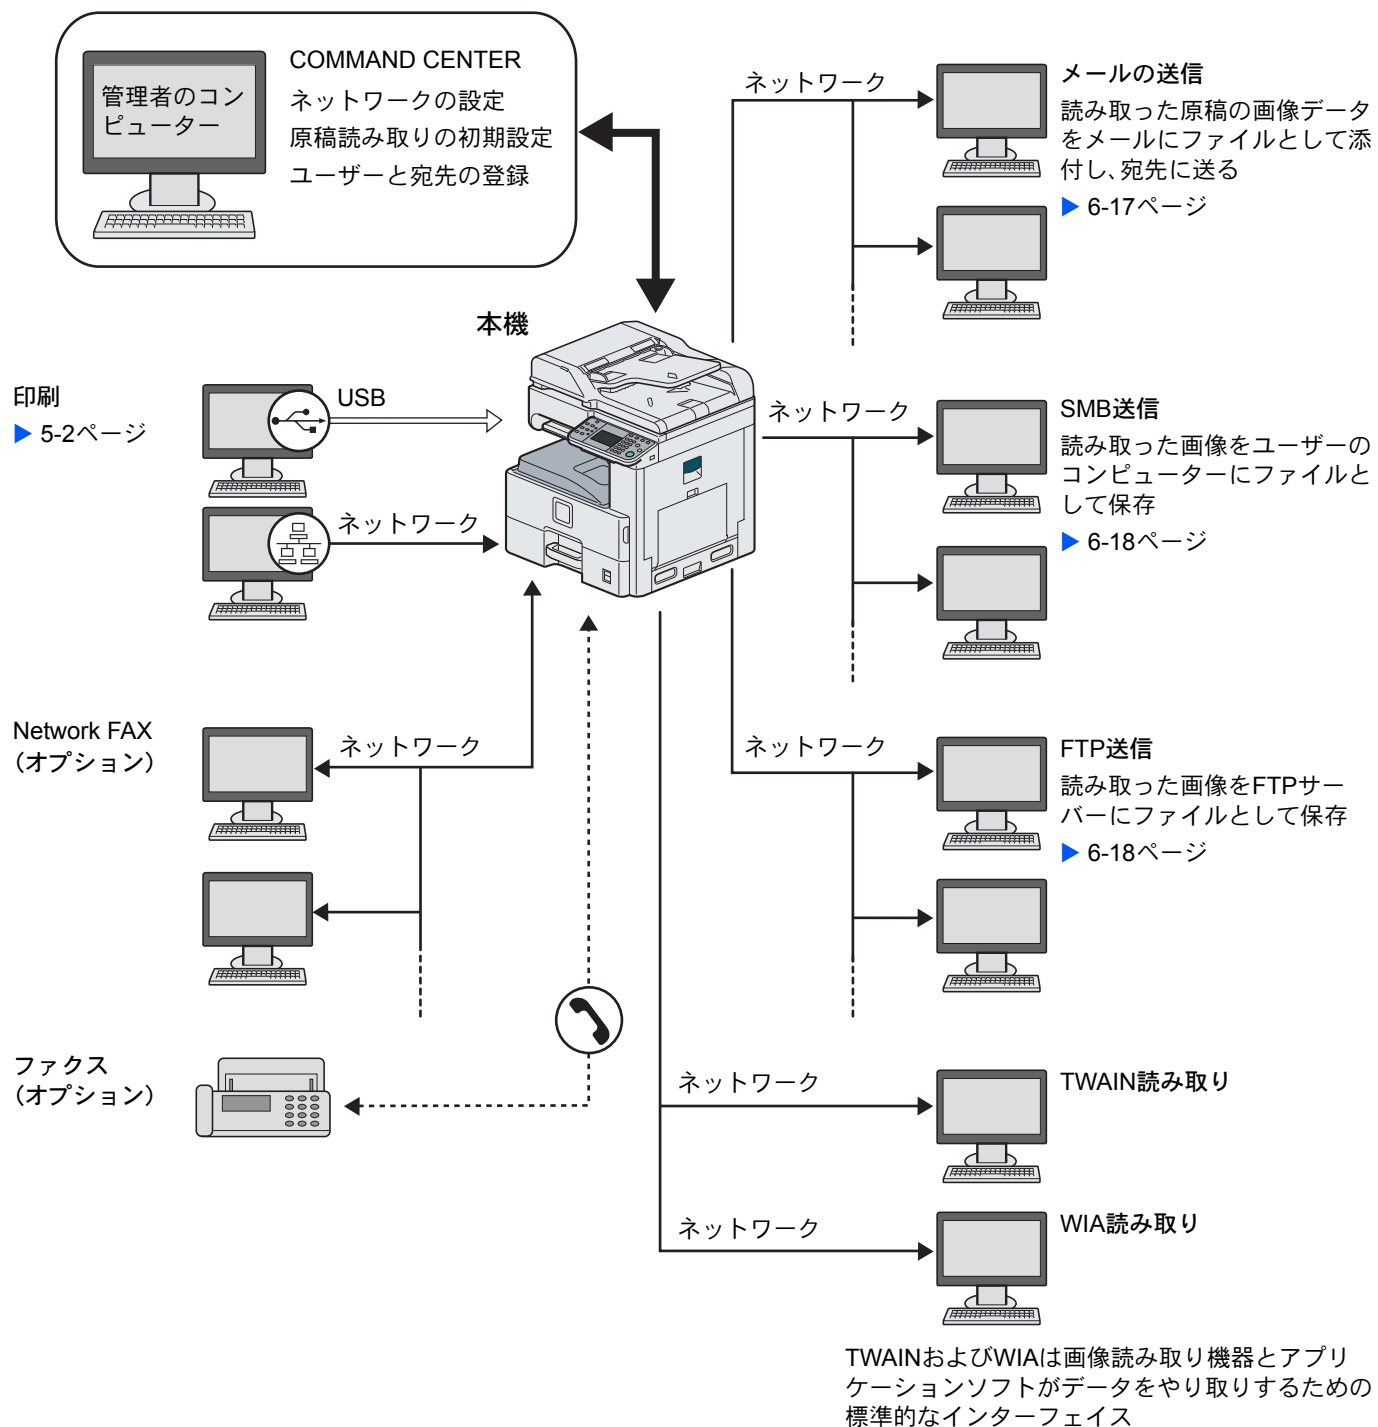 管理者のコン
ピューター
COMMAND CENTER
ネットワークの設定
原稿読み取りの初期設定
ユーザーと宛先の登録
ネットワーク
メールの送信
読み取った原稿の画像データ
をメールにファイルとして添
付し、宛先に送る
▶ 6-17ページ
本機
印刷
▶ 5-2ページ
USB
ネットワーク
ネットワーク
SMB送信
読み取った画像をユーザーの
コンピューターにファイルと
して保存
▶ 6-18ページ
Network FAX
（オプション）
ネットワーク
ネットワーク
FTP送信
読み取った画像をFTPサー
バーにファイルとして保存
▶ 6-18ページ
ファクス
（オプション）
ネットワーク
TWAIN読み取り
ネットワーク
WIA読み取り
TWAINおよびWIAは画像読み取り機器とアプリ
ケーションソフトがデータをやり取りするための
標準的なインターフェイス